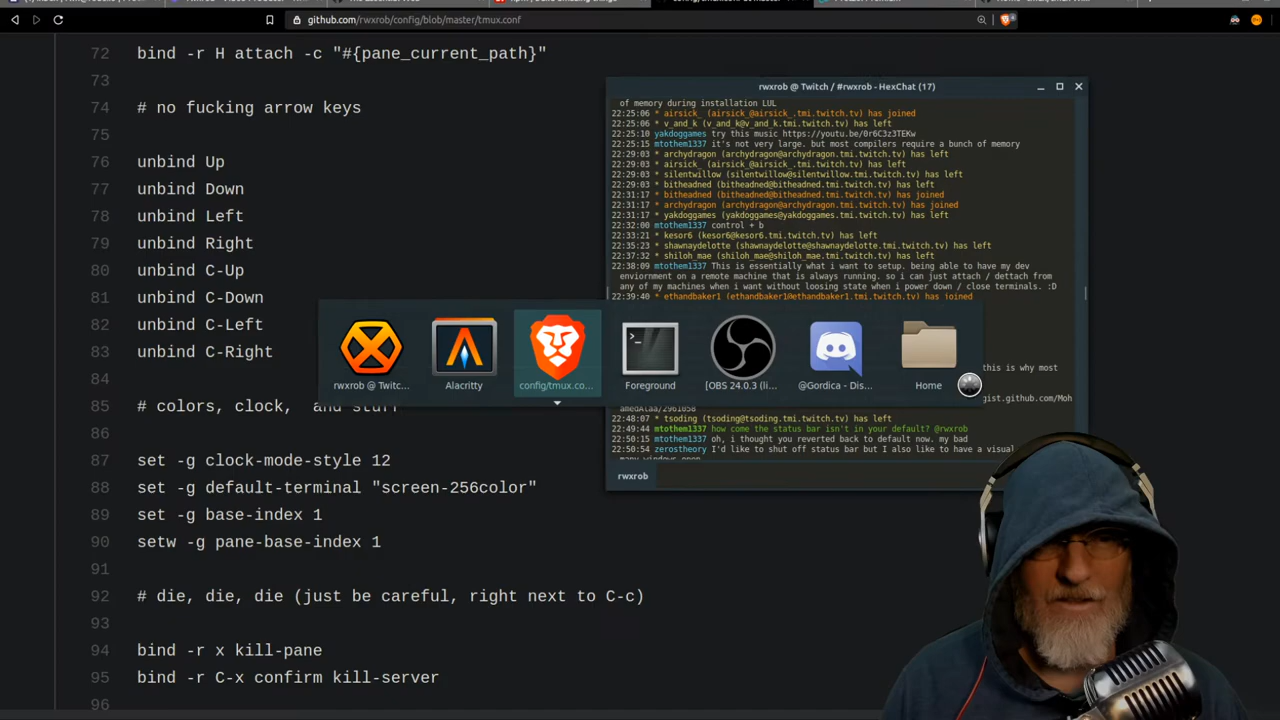 github.com/rwxrob/config/blob/master/tmux.conf
72 bind -r H attach -c "#{pane_current_path}"
73
74 # no fucking arrow keys
75
76 unbind Up
77 unbind Down
78 unbind Left
79 unbind Right
80 unbind C-Up
81 unbind C-Down
82 unbind C-Left
83 unbind C-Right
84
85 # colors, clock, and stuff
86
87 set -g clock-mode-style 12
88 set -g default-terminal "screen-256color"
89 set -g base-index 1
90 setw -g pane-base-index 1
91
92 # die, die, die (just be careful, right next to C-c)
93
94 bind -r x kill-pane
95 bind -r C-x confirm kill-server
96
rwxrob @ Twitch / #rwxrob - HexChat (17)
of memory during installation LUL
22:25:06 * airsick_ (airsick_@airsick_.tmi.twitch.tv) has joined
22:25:06 * v_and_k (v_and_k@v_and_k.tmi.twitch.tv) has left
22:25:10 yakdoggames try this music https://youtu.be/0r6C3z3TEKw
22:25:15 mtothem1337 it's not very large. but most compilers require a bunch of memory
22:29:03 * archydragon (archydragon@archydragon.tmi.twitch.tv) has left
22:29:03 * airsick_ (airsick_@airsick_.tmi.twitch.tv) has left
22:29:03 * silentwillow (silentwillow@silentwillow.tmi.twitch.tv) has left
22:29:03 * bitheadned (bitheadned@bitheadned.tmi.twitch.tv) has left
22:31:17 * bitheadned (bitheadned@bitheadned.tmi.twitch.tv) has joined
22:31:17 * archydragon (archydragon@archydragon.tmi.twitch.tv) has joined
22:31:17 * yakdoggames (yakdoggames@yakdoggames.tmi.twitch.tv) has left
22:32:00 mtothem1337 control + b
22:33:21 * kesor6 (kesor6@kesor6.tmi.twitch.tv) has left
22:35:23 * shawnaydelotte (shawnaydelotte@shawnaydelotte.tmi.twitch.tv) has left
22:37:32 * shiloh_mae (shiloh_mae@shiloh_mae.tmi.twitch.tv) has left
22:38:09 mtothem1337 This is essentially what i want to setup. being able to have my dev
enviornment on a remote machine that is always running. so i can just attach / dettach from
any of my machines when i want without loosing state when i power down / close terminals. :D
22:39:40 * ethandbaker1 (ethandbaker1@ethandbaker1.tmi.twitch.tv) has joined
this is why most
gist.github.com/Moh
amedAlaa/2961058
22:48:07 * tsoding (tsoding@tsoding.tmi.twitch.tv) has left
22:49:44 mtothem1337 how come the status bar isn't in your default? @rwxrob
22:50:15 mtothem1337 oh, i thought you reverted back to default now. my bad
22:50:54 zerostheory I'd like to shut off status bar but I also like to have a visual
many windows open
rwxrob
rwxrob @ Twitc...
Alacritty
config/tmux.co...
Foreground
[OBS 24.0.3 (li...
@Gordica - Dis...
Home